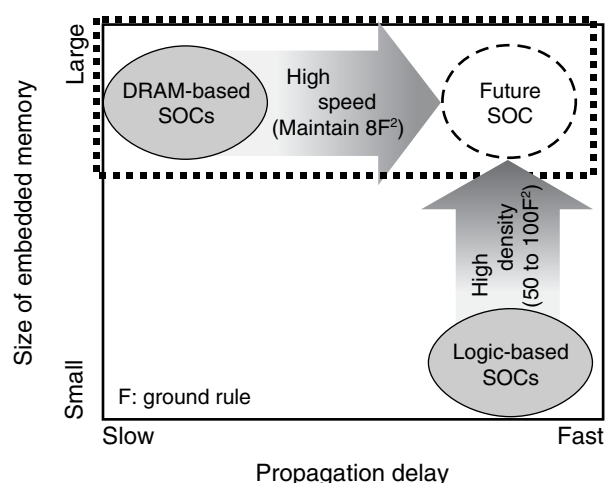 Large
Size of embedded memory
Small
DRAM-based
SOCs
High
speed
(Maintain 8F²)
Future
SOC
High
density
(50 to 100F²)
Logic-based
SOCs
F: ground rule
Slow
Fast
Propagation delay